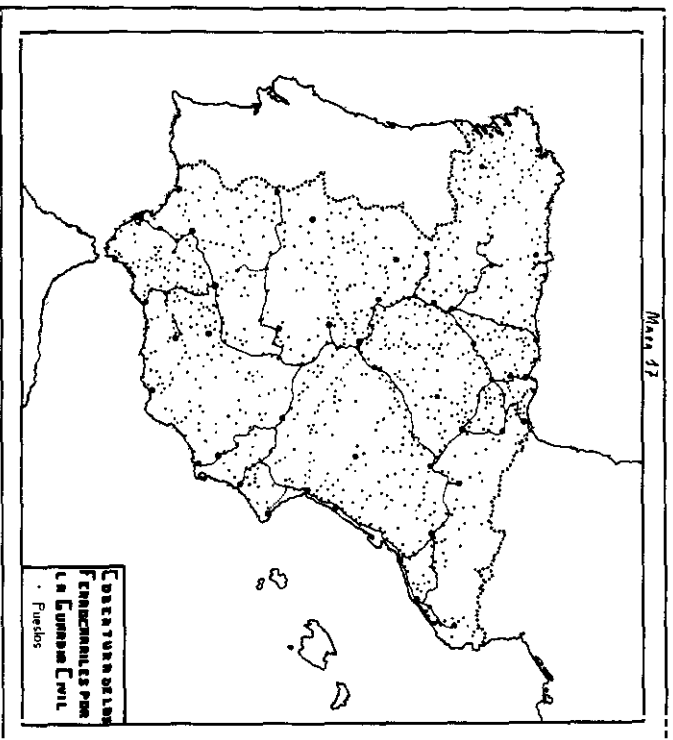 Mapa 17
COBERTURA DE LOS
FERROCARRILES POR
LA GUARDIA CIVIL
· Puestos